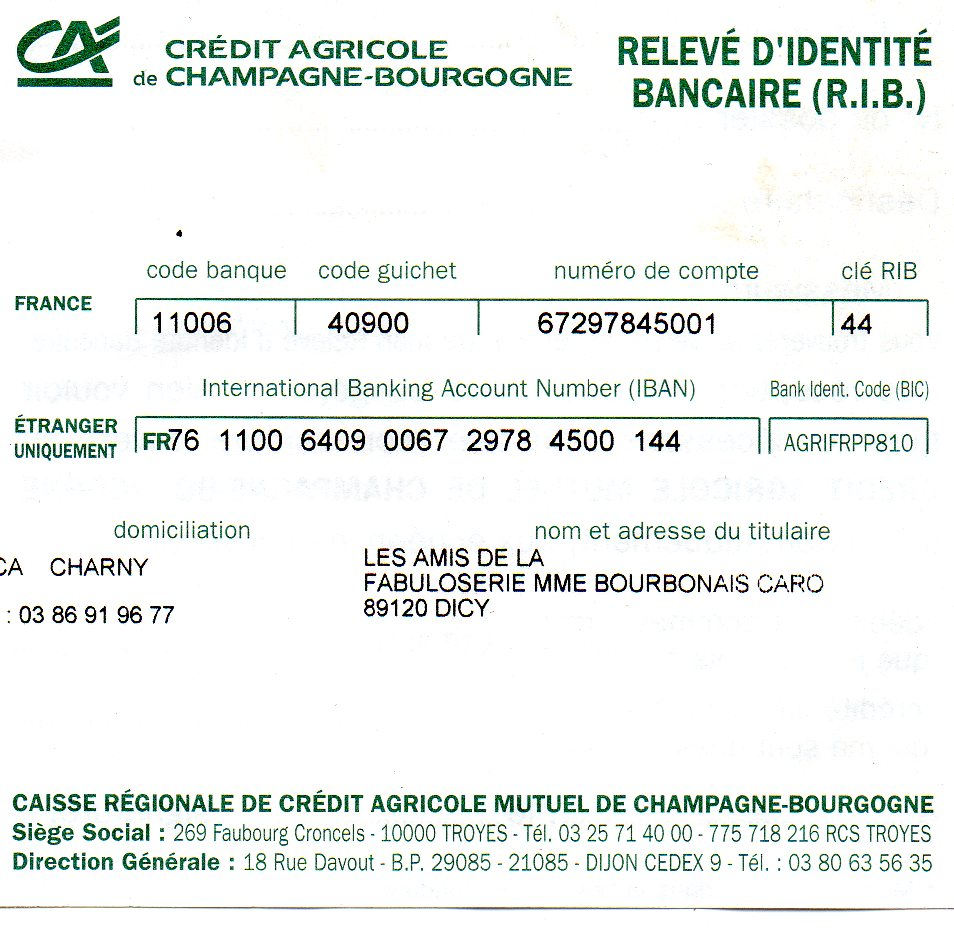 CRÉDIT AGRICOLE
de CHAMPAGNE-BOURGOGNE
RELEVÉ D'IDENTITÉ
BANCAIRE (R.I.B.)
code banque code guichet numéro de compte clé RIB
FRANCE 11006 40900 67297845001 44
International Banking Account Number (IBAN) Bank Ident. Code (BIC)
ÉTRANGER
UNIQUEMENT
FR76 1100 6409 0067 2978 4500 144 AGRIFRPP810
domiciliation nom et adresse du titulaire
CA CHARNY
: 03 86 91 96 77
LES AMIS DE LA
FABULOSERIE MME BOURBONAIS CARO
89120 DICY
CAISSE RÉGIONALE DE CRÉDIT AGRICOLE MUTUEL DE CHAMPAGNE-BOURGOGNE
Siège Social : 269 Faubourg Croncels - 10000 TROYES - Tél. 03 25 71 40 00 - 775 718 216 RCS TROYES
Direction Générale : 18 Rue Davout - B.P. 29085 - 21085 - DIJON CEDEX 9 - Tél. : 03 80 63 56 35